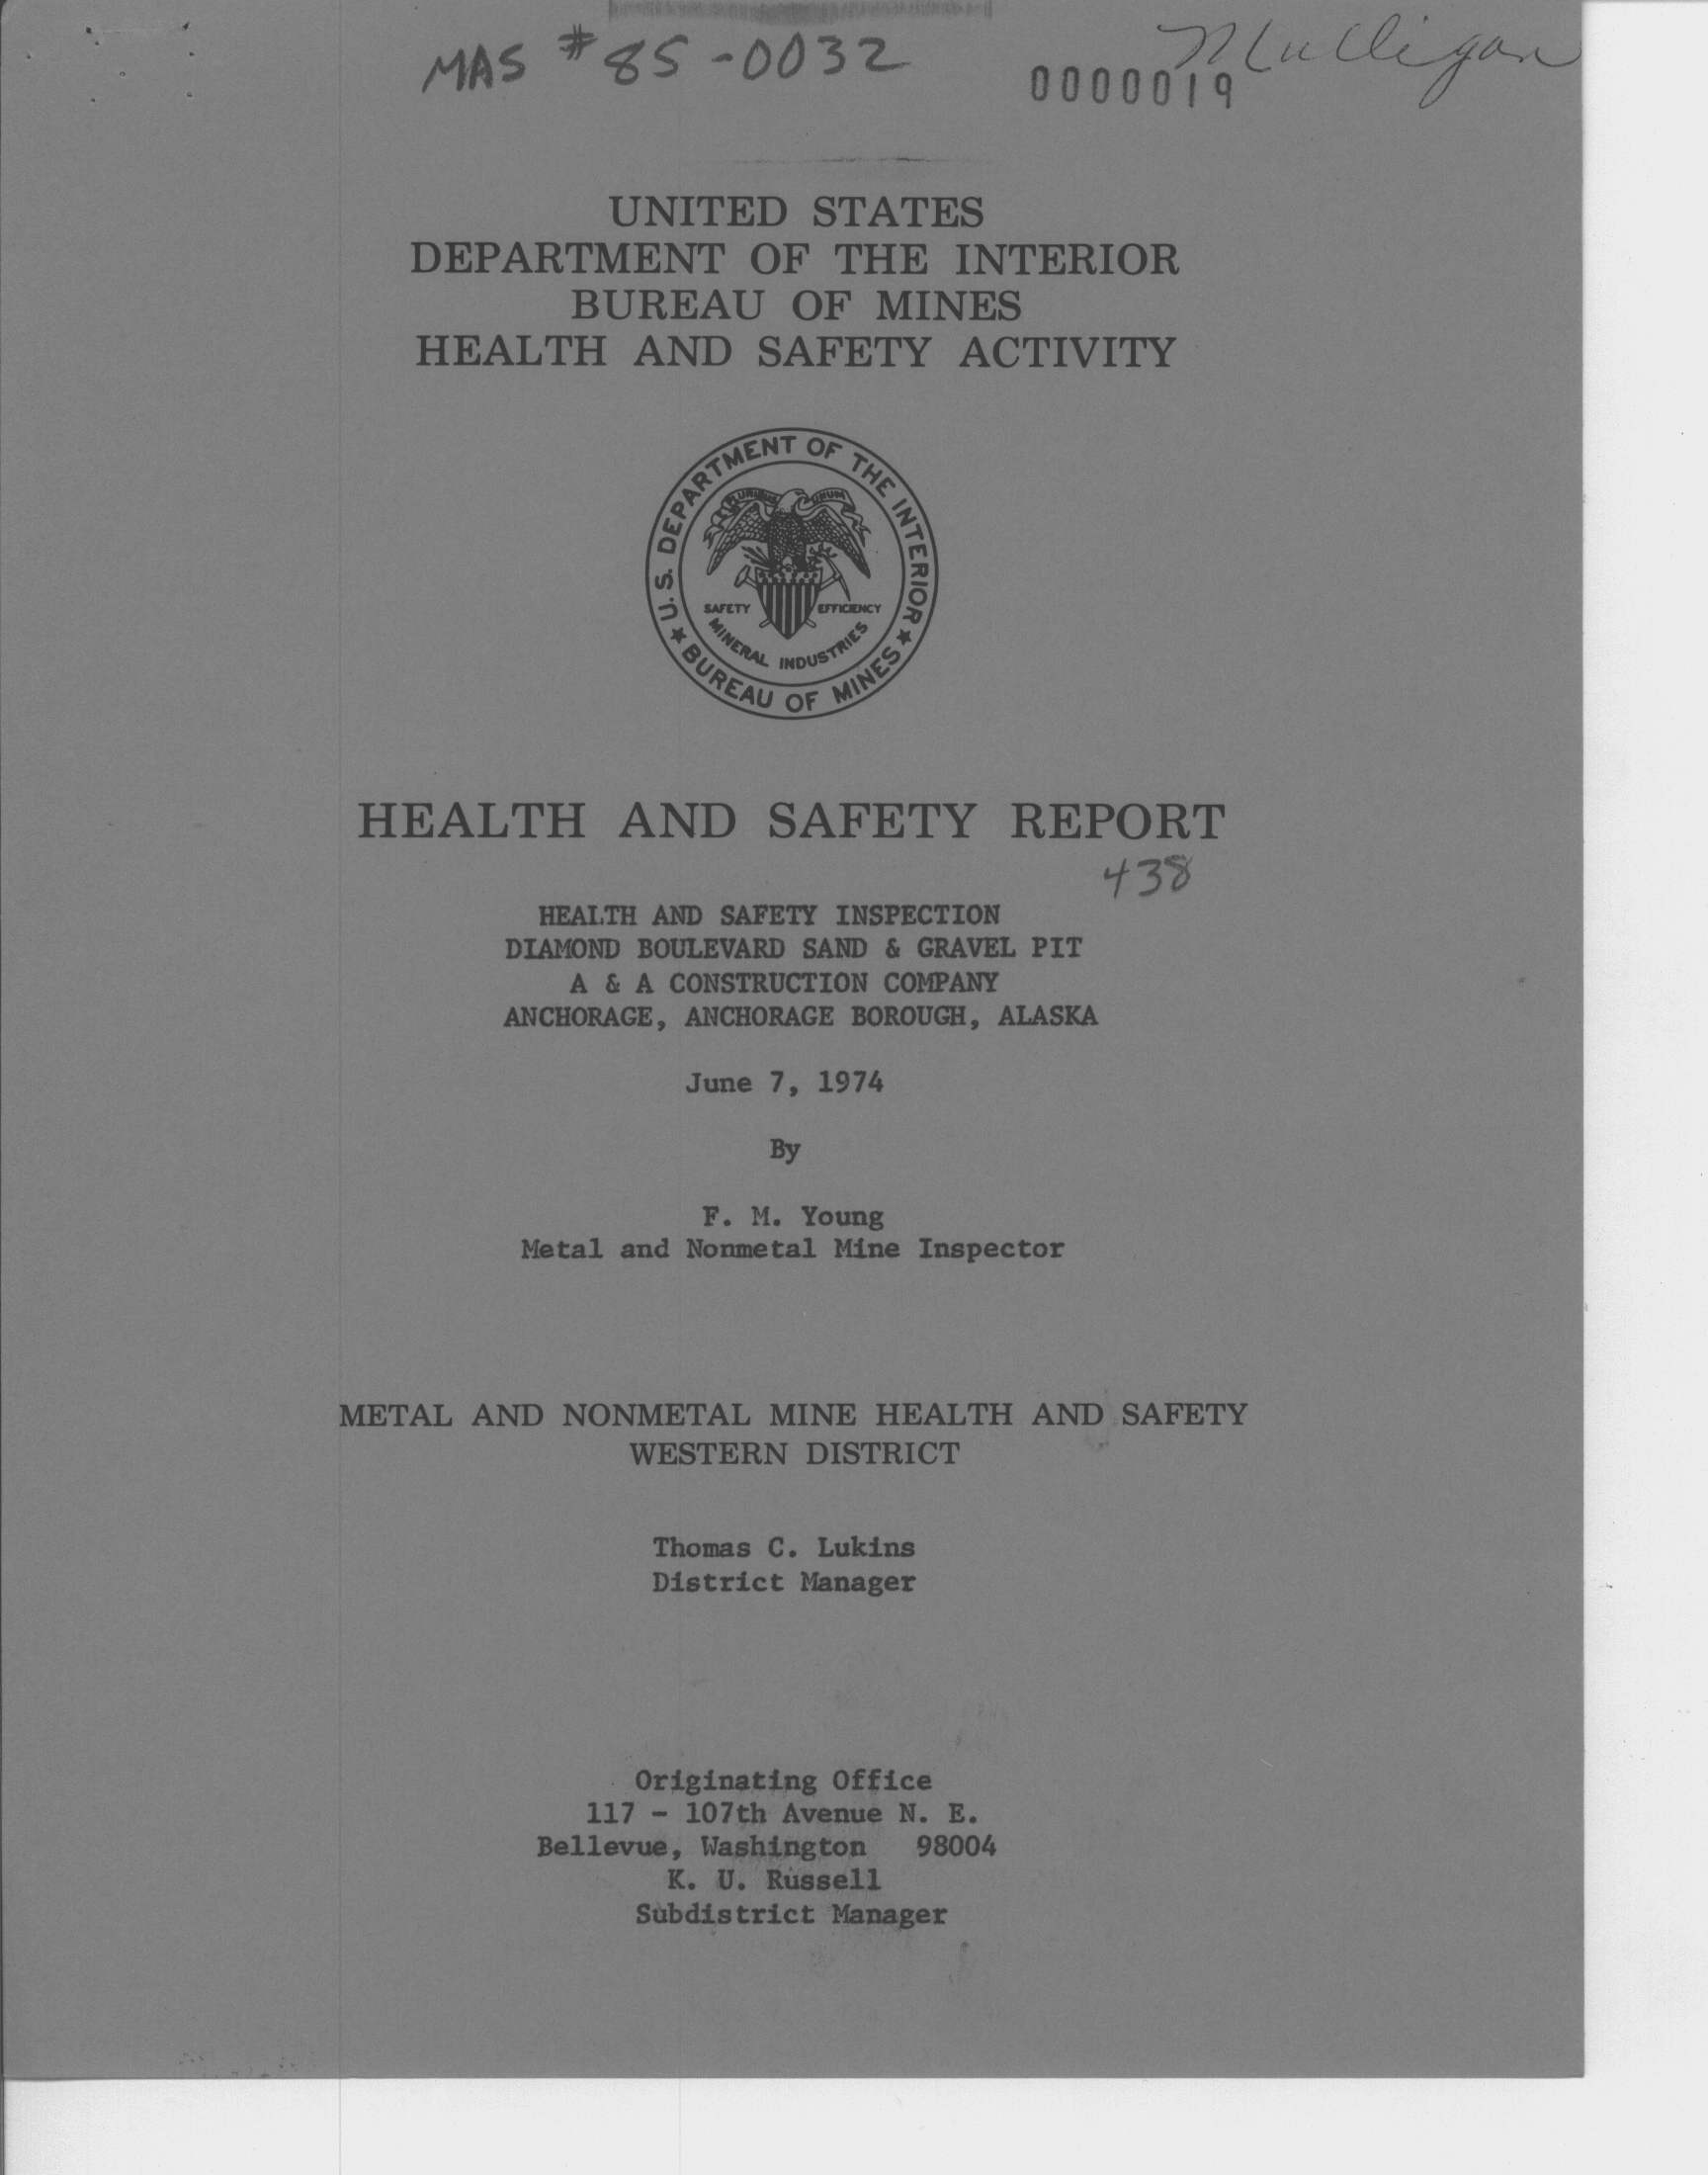 MAS # 85-0032
Mulligan
0000019
UNITED STATES
DEPARTMENT OF THE INTERIOR
BUREAU OF MINES
HEALTH AND SAFETY ACTIVITY
U.S. DEPARTMENT OF THE INTERIOR
SAFETY EFFICIENCY
MINERAL INDUSTRIES
★ BUREAU OF MINES ★
HEALTH AND SAFETY REPORT
438
HEALTH AND SAFETY INSPECTION
DIAMOND BOULEVARD SAND & GRAVEL PIT
A & A CONSTRUCTION COMPANY
ANCHORAGE, ANCHORAGE BOROUGH, ALASKA
June 7, 1974
By
F. M. Young
Metal and Nonmetal Mine Inspector
METAL AND NONMETAL MINE HEALTH AND SAFETY
WESTERN DISTRICT
Thomas C. Lukins
District Manager
Originating Office
117 - 107th Avenue N. E.
Bellevue, Washington 98004
K. U. Russell
Subdistrict Manager